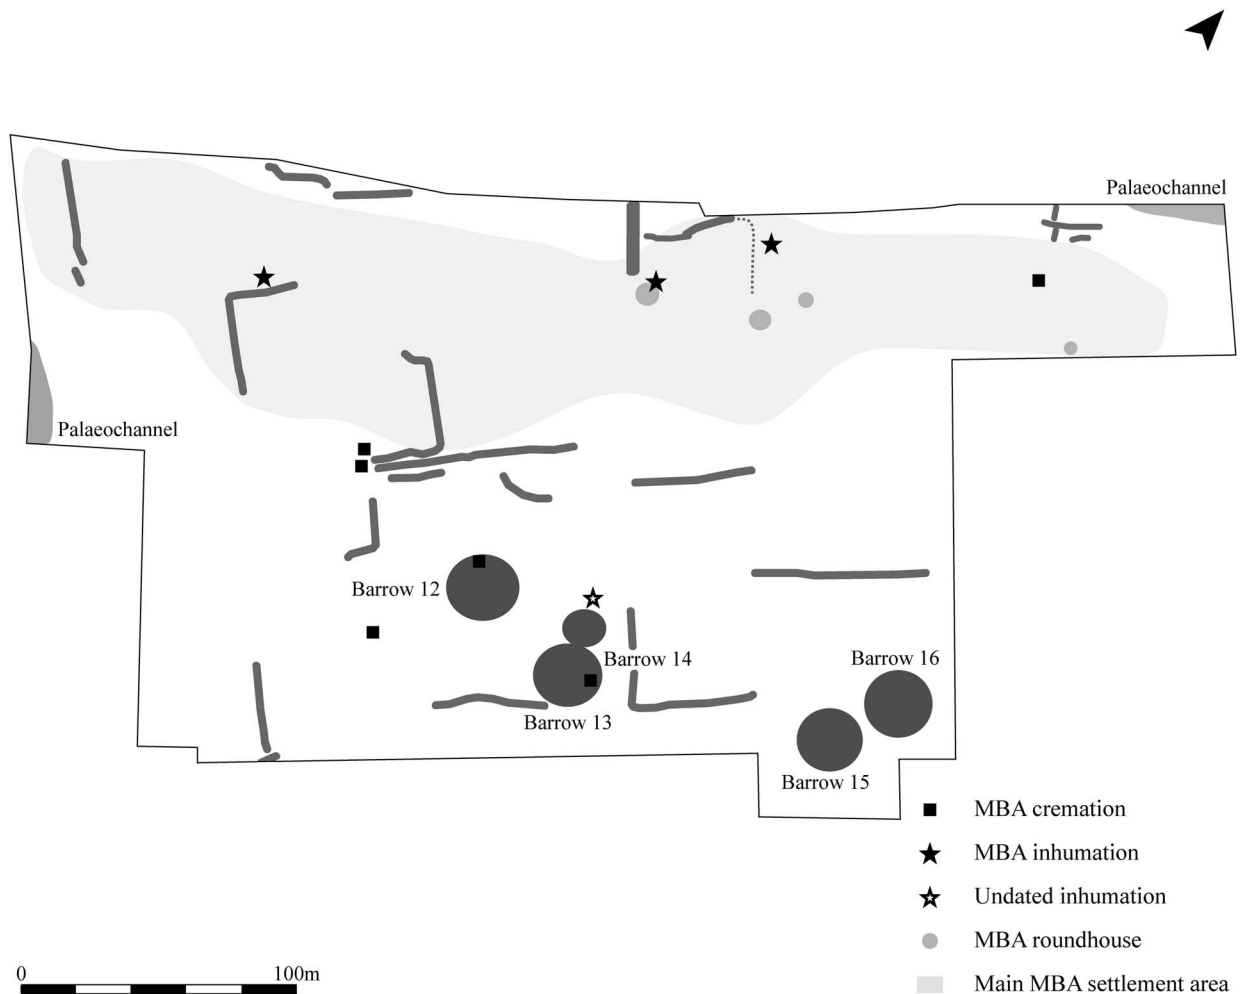 Palaeochannel
Palaeochannel
Barrow 12
Barrow 14
Barrow 16
Barrow 13
Barrow 15
MBA cremation
MBA inhumation
Undated inhumation
MBA roundhouse
Main MBA settlement area
0 100m